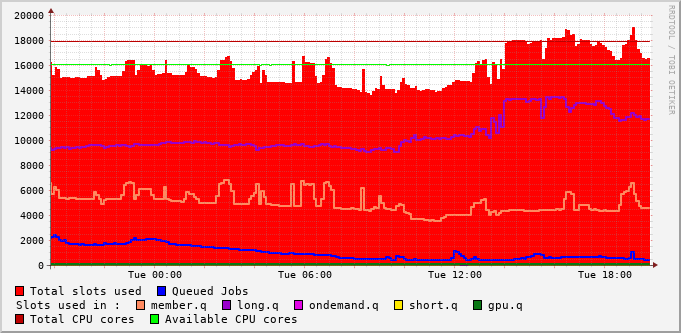 20000
18000
16000
14000
12000
10000
8000
6000
4000
2000
0
Tue 00:00 Tue 06:00 Tue 12:00 Tue 18:00
RRDTOOL / TOBI OETIKER
Total slots used Queued Jobs
Slots used in : member.q long.q ondemand.q short.q gpu.q
Total CPU cores Available CPU cores